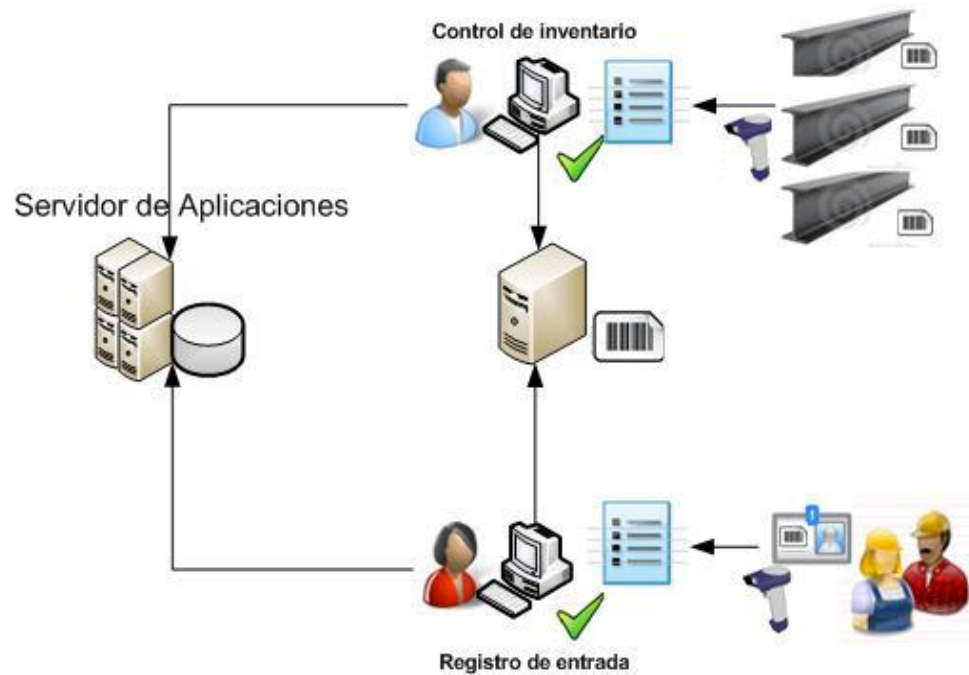 Control de inventario
Servidor de Aplicaciones
Registro de entrada